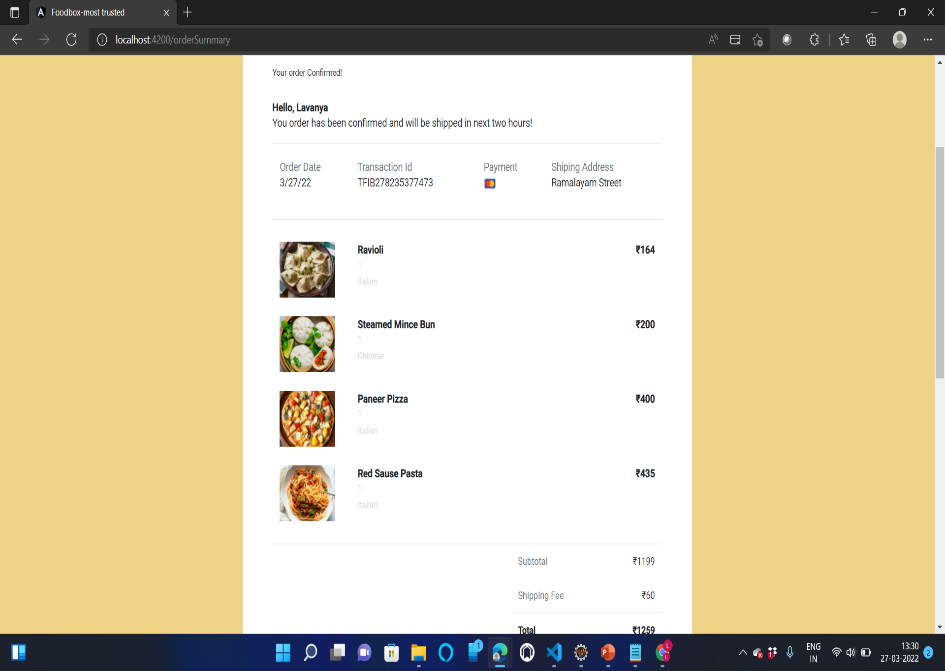 Foodbox-most trusted
localhost:4200/orderSummary
Your order Confirmed!
Hello, Lavanya
You order has been confirmed and will be shipped in next two hours!
Order Date Transaction Id Payment Shiping Address
3/27/22 TFIB278235377473 Ramalayam Street
Ravioli ₹164
1
Italian
Steamed Mince Bun ₹200
1
Chinese
Paneer Pizza ₹400
1
Italian
Red Sause Pasta ₹435
1
Italian
Subtotal ₹1199
Shipping Fee ₹60
Total ₹1259
ENG
IN
13:30
27-03-2022
2